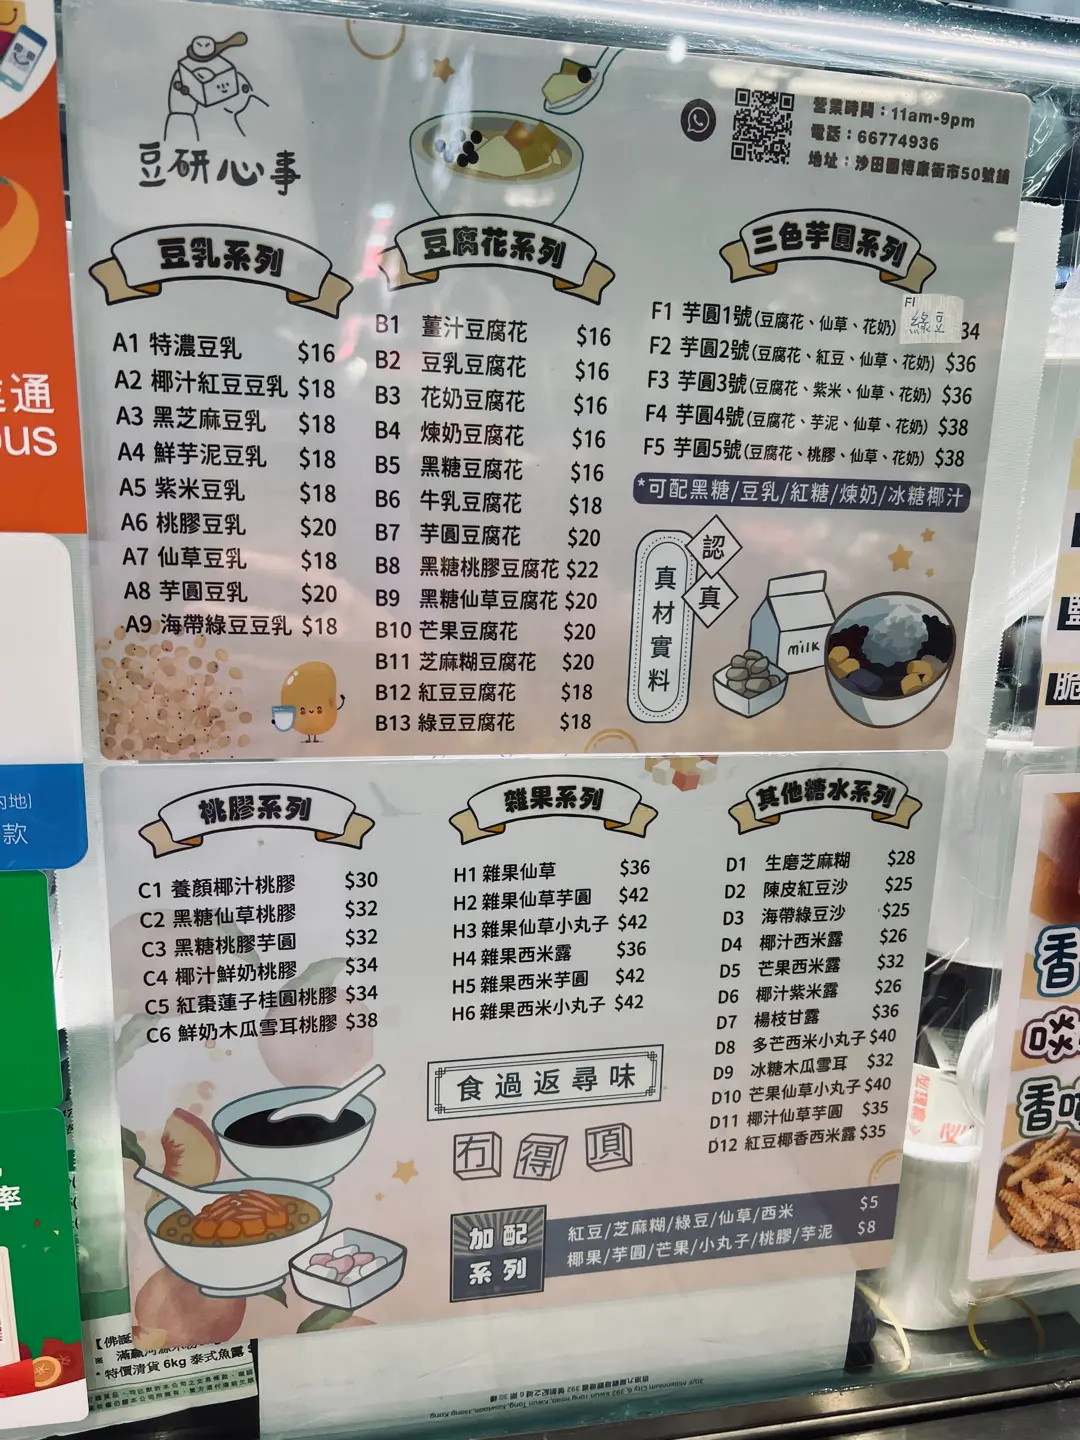 豆研心事
營業時間：11am-9pm
電話：66774936
地址：沙田圍博康街市50號舖
豆乳系列
A1 特濃豆乳 $16
A2 椰汁紅豆豆乳 $18
A3 黑芝麻豆乳 $18
A4 鮮芋泥豆乳 $18
A5 紫米豆乳 $18
A6 桃膠豆乳 $20
A7 仙草豆乳 $18
A8 芋圓豆乳 $20
A9 海帶綠豆豆乳 $18
豆腐花系列
B1 薑汁豆腐花 $16
B2 豆乳豆腐花 $16
B3 花奶豆腐花 $16
B4 煉奶豆腐花 $16
B5 黑糖豆腐花 $16
B6 牛乳豆腐花 $18
B7 芋圓豆腐花 $20
B8 黑糖桃膠豆腐花 $22
B9 黑糖仙草豆腐花 $20
B10 芒果豆腐花 $20
B11 芝麻糊豆腐花 $20
B12 紅豆豆腐花 $18
B13 綠豆豆腐花 $18
三色芋圓系列
F1 芋圓1號(豆腐花、仙草、花奶) 34
F1
綠豆
F2 芋圓2號(豆腐花、紅豆、仙草、花奶) $36
F3 芋圓3號(豆腐花、紫米、仙草、花奶) $36
F4 芋圓4號(豆腐花、芋泥、仙草、花奶) $38
F5 芋圓5號(豆腐花、桃膠、仙草、花奶) $38
*可配黑糖/豆乳/紅糖/煉奶/冰糖椰汁
認真
真材實料
milk
桃膠系列
C1 養顏椰汁桃膠 $30
C2 黑糖仙草桃膠 $32
C3 黑糖桃膠芋圓 $32
C4 椰汁鮮奶桃膠 $34
C5 紅棗蓮子桂圓桃膠 $34
C6 鮮奶木瓜雪耳桃膠 $38
雜果系列
H1 雜果仙草 $36
H2 雜果仙草芋圓 $42
H3 雜果仙草小丸子 $42
H4 雜果西米露 $36
H5 雜果西米芋圓 $42
H6 雜果西米小丸子 $42
食過返尋味
冇得頂
其他糖水系列
D1 生磨芝麻糊 $28
D2 陳皮紅豆沙 $25
D3 海帶綠豆沙 $25
D4 椰汁西米露 $26
D5 芒果西米露 $32
D6 椰汁紫米露 $26
D7 楊枝甘露 $36
D8 多芒西米小丸子 $40
D9 冰糖木瓜雪耳 $32
D10 芒果仙草小丸子 $40
D11 椰汁仙草芋圓 $35
D12 紅豆椰香西米露 $35
加配
系列
紅豆/芝麻糊/綠豆/仙草/西米 $5
椰果/芋圓/芒果/小丸子/桃膠/芋泥 $8
通
ous
款
率
【佛誕
* 特價清貨 6kg 泰式魚露
香
脆